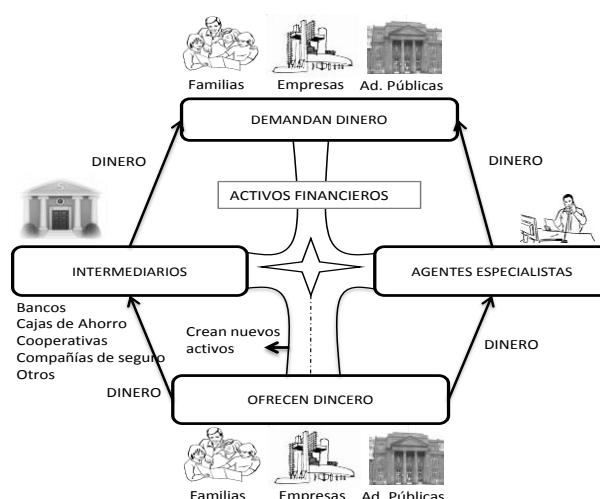 Familias Empresas Ad. Públicas
DEMANDAN DINERO
DINERO DINERO
ACTIVOS FINANCIEROS
INTERMEDIARIOS AGENTES ESPECIALISTAS
Bancos
Cajas de Ahorro
Cooperativas
Compañías de seguro
Otros
Crean nuevos
activos
DINERO
DINERO
OFRECEN DINCERO
Familias Empresas Ad. Públicas